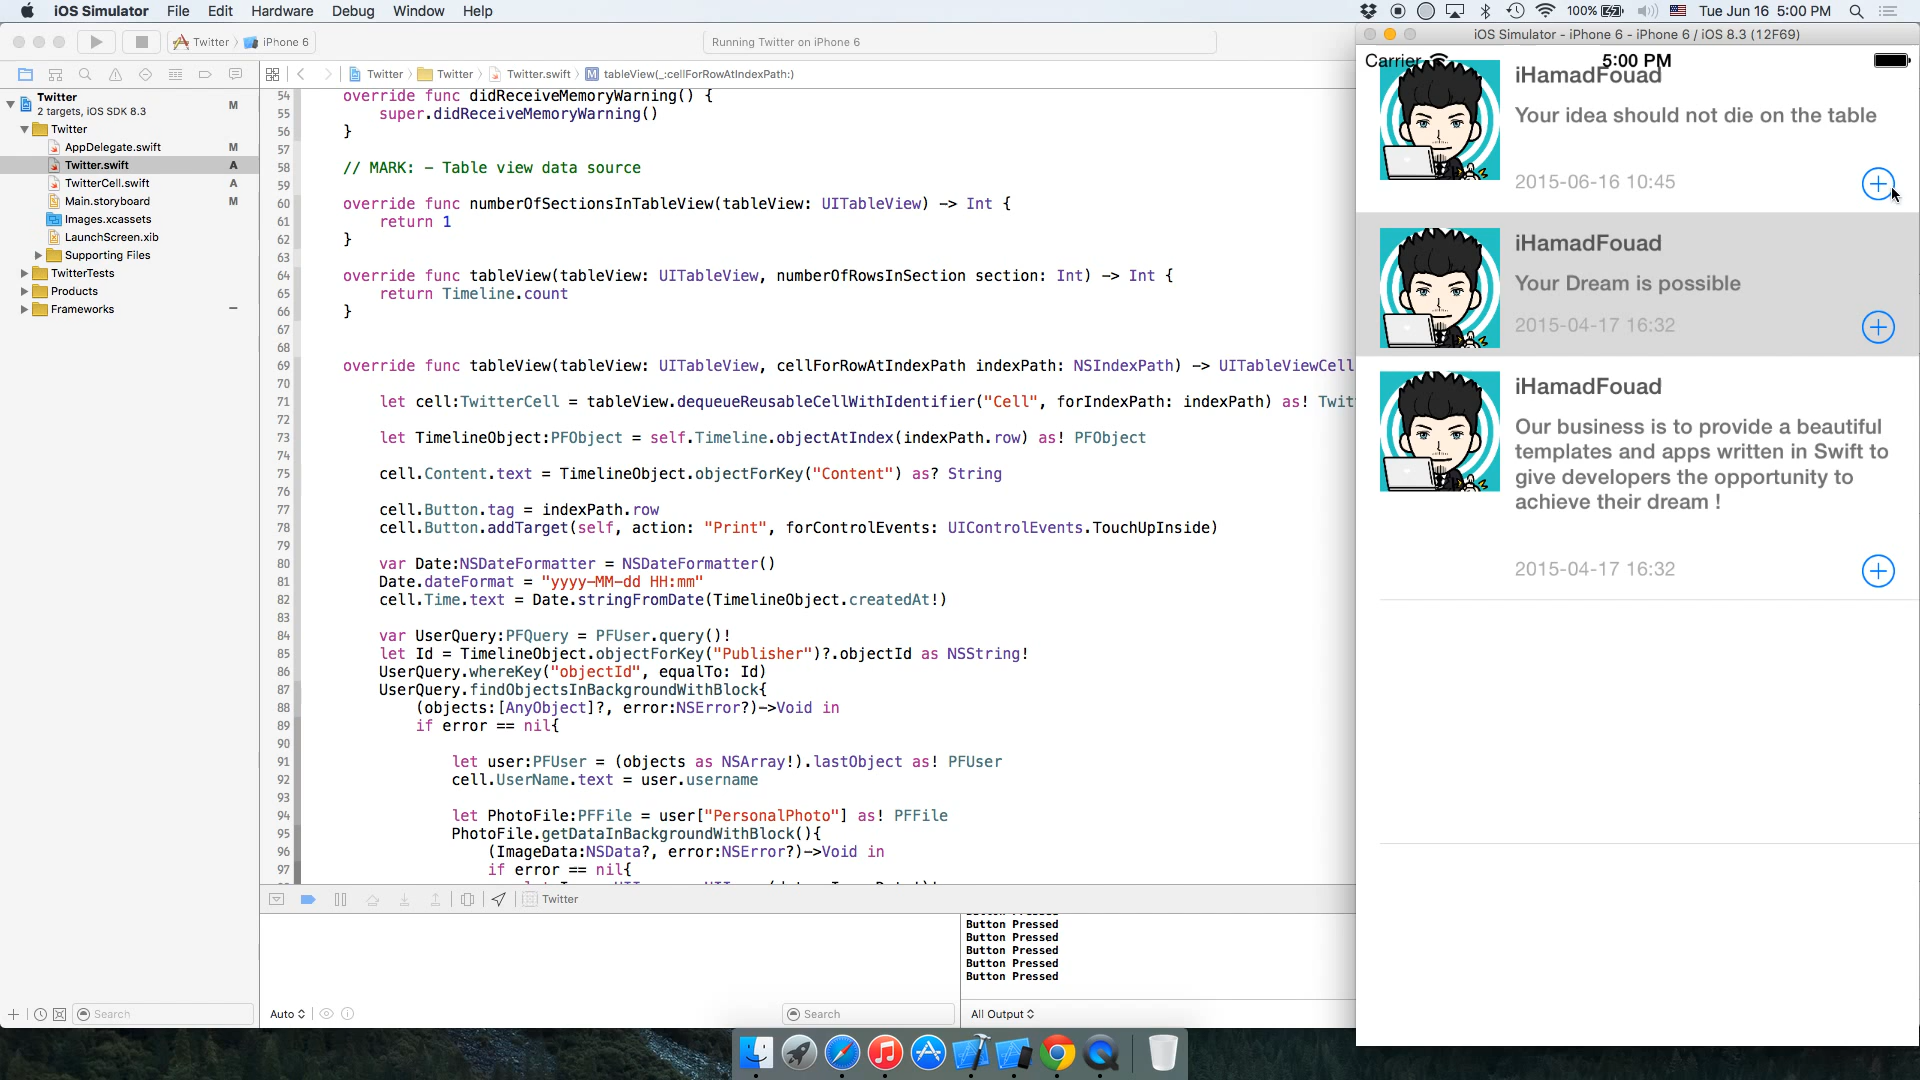 iOS Simulator File Edit Hardware Debug Window Help
100% Tue Jun 16 5:00 PM
Twitter iPhone 6
Running Twitter on iPhone 6
iOS Simulator - iPhone 6 - iPhone 6 / iOS 8.3 (12F69)
Twitter Twitter Twitter.swift M tableView(_:cellForRowAtIndexPath:)
Twitter M
2 targets, iOS SDK 8.3
Twitter
AppDelegate.swift M
Twitter.swift A
TwitterCell.swift A
Main.storyboard M
Images.xcassets
LaunchScreen.xib
Supporting Files
TwitterTests
Products
Frameworks
54 override func didReceiveMemoryWarning() {
55 super.didReceiveMemoryWarning()
56 }
57
58 // MARK: - Table view data source
59
60 override func numberOfSectionsInTableView(tableView: UITableView) -> Int {
61 return 1
62 }
63
64 override func tableView(tableView: UITableView, numberOfRowsInSection section: Int) -> Int {
65 return Timeline.count
66 }
67
68
69 override func tableView(tableView: UITableView, cellForRowAtIndexPath indexPath: NSIndexPath) -> UITableViewCell
70
71 let cell:TwitterCell = tableView.dequeueReusableCellWithIdentifier("Cell", forIndexPath: indexPath) as! Twit
72
73 let TimelineObject:PFObject = self.Timeline.objectAtIndex(indexPath.row) as! PFObject
74
75 cell.Content.text = TimelineObject.objectForKey("Content") as? String
76
77 cell.Button.tag = indexPath.row
78 cell.Button.addTarget(self, action: "Print", forControlEvents: UIControlEvents.TouchUpInside)
79
80 var Date:NSDateFormatter = NSDateFormatter()
81 Date.dateFormat = "yyyy-MM-dd HH:mm"
82 cell.Time.text = Date.stringFromDate(TimelineObject.createdAt!)
83
84 var UserQuery:PFQuery = PFUser.query()!
85 let Id = TimelineObject.objectForKey("Publisher")?.objectId as NSString!
86 UserQuery.whereKey("objectId", equalTo: Id)
87 UserQuery.findObjectsInBackgroundWithBlock{
88 (objects:[AnyObject]?, error:NSError?)->Void in
89 if error == nil{
90
91 let user:PFUser = (objects as NSArray!).lastObject as! PFUser
92 cell.UserName.text = user.username
93
94 let PhotoFile:PFFile = user["PersonalPhoto"] as! PFFile
95 PhotoFile.getDataInBackgroundWithBlock(){
96 (ImageData:NSData?, error:NSError?)->Void in
97 if error == nil{
Twitter
Button Pressed
Button Pressed
Button Pressed
Button Pressed
Button Pressed
Search
Auto
Search
All Output
Carrier 5:00 PM
iHamadFouad
Your idea should not die on the table
2015-06-16 10:45
iHamadFouad
Your Dream is possible
2015-04-17 16:32
iHamadFouad
Our business is to provide a beautiful
templates and apps written in Swift to
give developers the opportunity to
achieve their dream !
2015-04-17 16:32